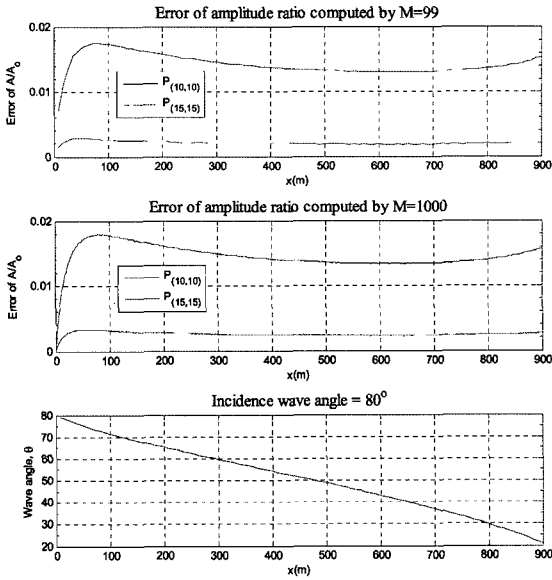 Error of amplitude ratio computed by M=99
0.02
0.01
0
Error of A/A₀
P(10,10)
P(15,15)
0 100 200 300 400 500 600 700 800 900
x(m)
Error of amplitude ratio computed by M=1000
0.02
0.01
0
Error of A/A₀
P(10,10)
P(15,15)
0 100 200 300 400 500 600 700 800 900
x(m)
Incidence wave angle = 80°
80
70
60
50
40
30
20
Wave angle, θ
0 100 200 300 400 500 600 700 800 900
x(m)